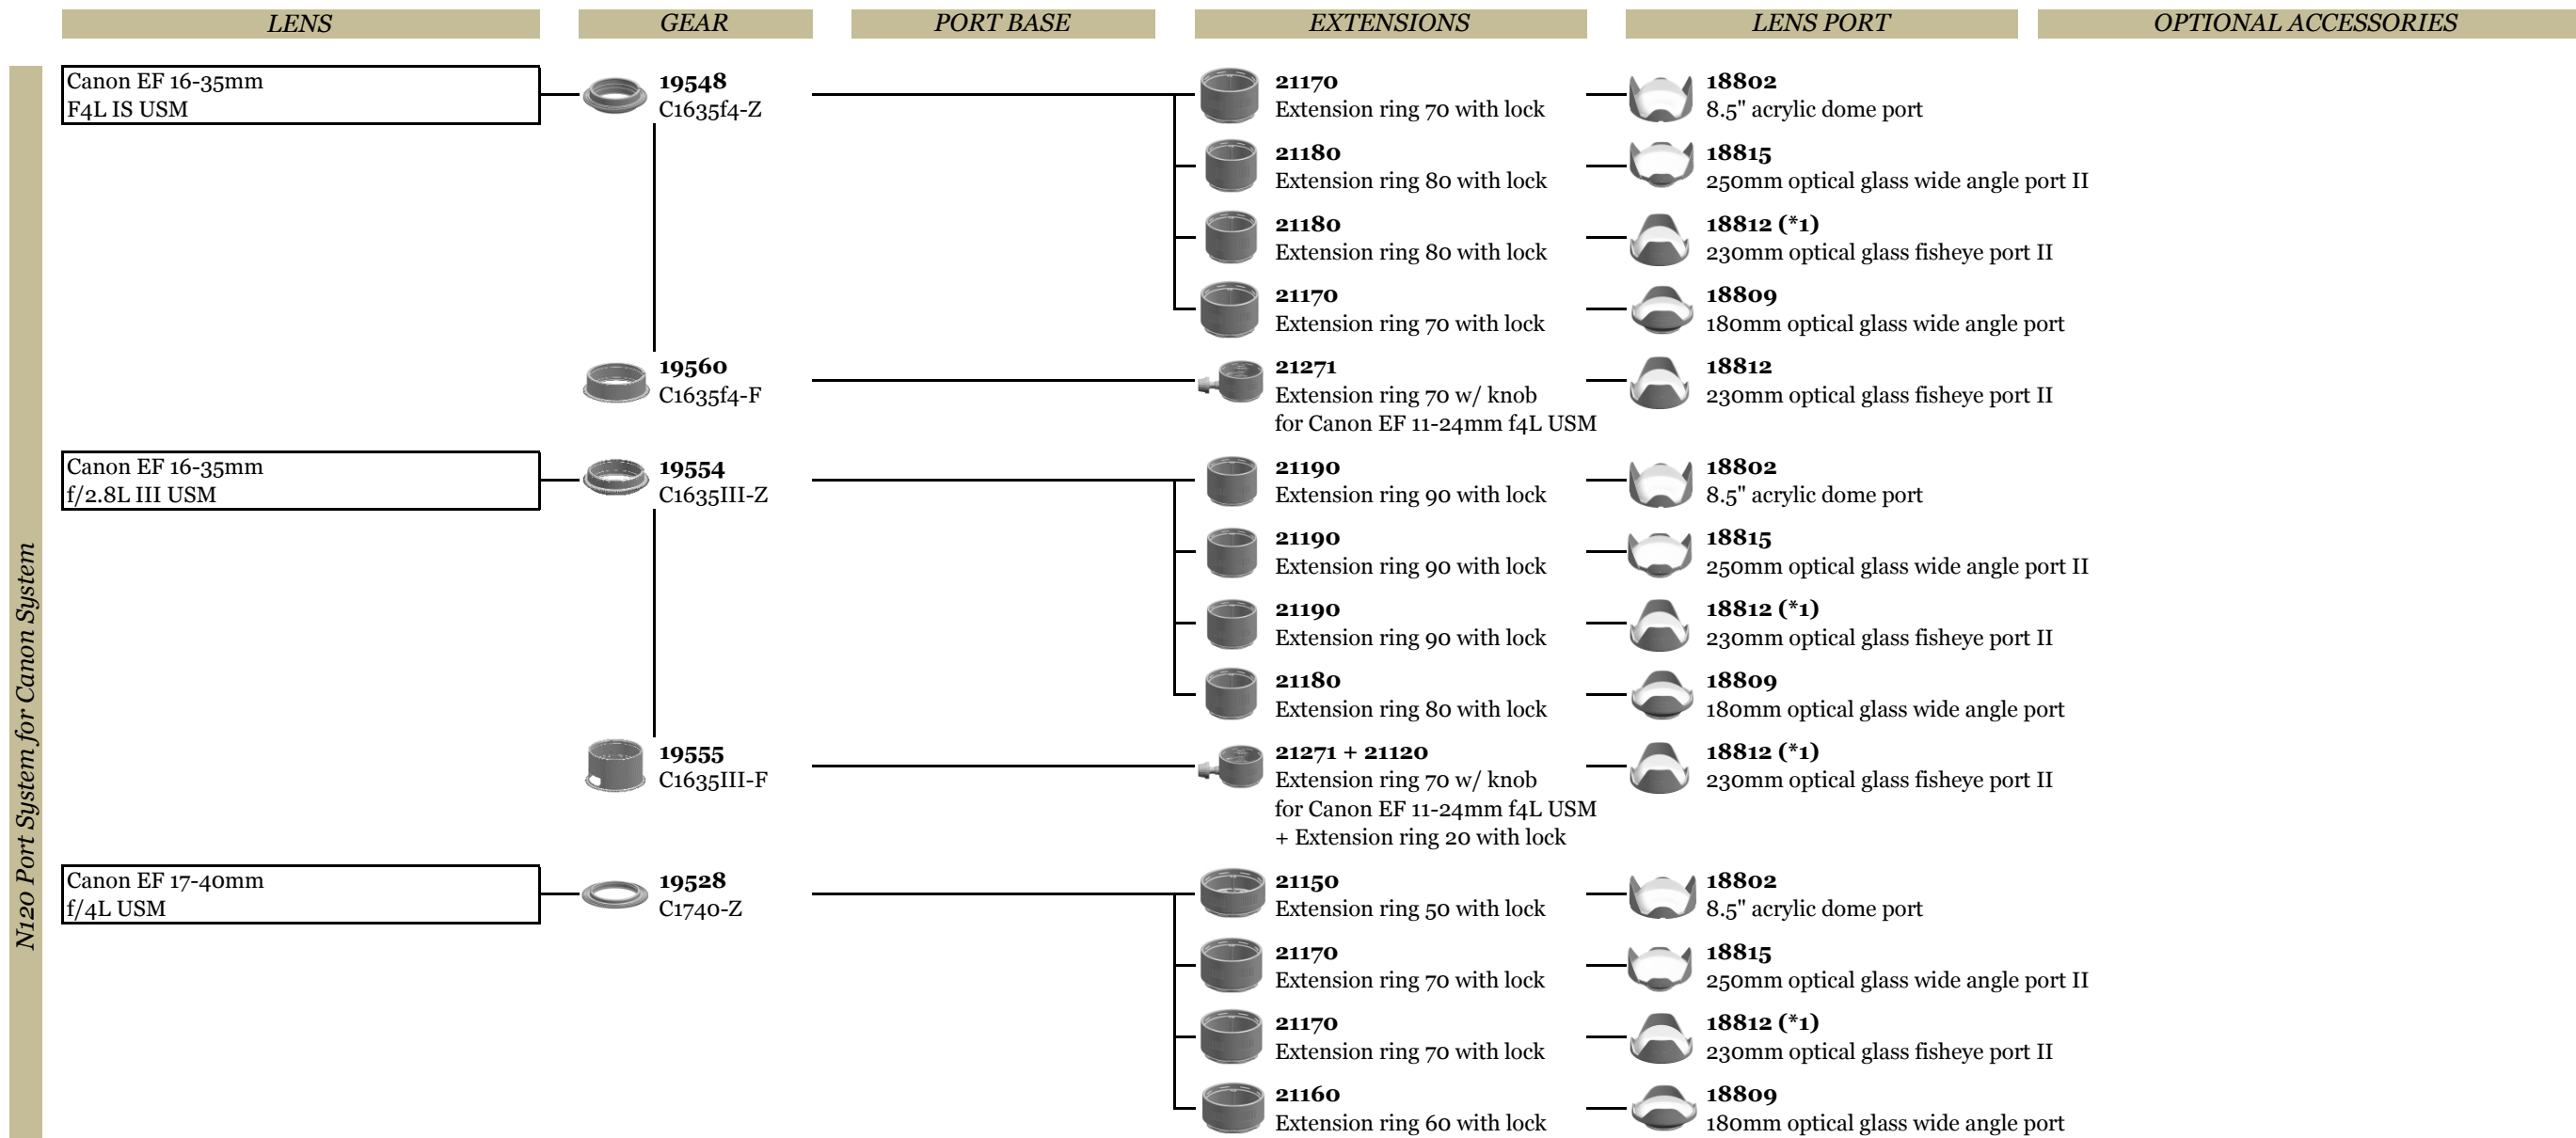 LENS
GEAR
PORT BASE
EXTENSIONS
LENS PORT
OPTIONAL ACCESSORIES
N120 Port System for Canon System
Canon EF 16-35mm
F4L IS USM
19548
C1635f4-Z
21170
Extension ring 70 with lock
18802
8.5" acrylic dome port
21180
Extension ring 80 with lock
18815
250mm optical glass wide angle port II
21180
Extension ring 80 with lock
18812 (*1)
230mm optical glass fisheye port II
21170
Extension ring 70 with lock
18809
180mm optical glass wide angle port
19560
C1635f4-F
21271
Extension ring 70 w/ knob
for Canon EF 11-24mm f4L USM
18812
230mm optical glass fisheye port II
Canon EF 16-35mm
f/2.8L III USM
19554
C1635III-Z
21190
Extension ring 90 with lock
18802
8.5" acrylic dome port
21190
Extension ring 90 with lock
18815
250mm optical glass wide angle port II
21190
Extension ring 90 with lock
18812 (*1)
230mm optical glass fisheye port II
21180
Extension ring 80 with lock
18809
180mm optical glass wide angle port
19555
C1635III-F
21271 + 21120
Extension ring 70 w/ knob
for Canon EF 11-24mm f4L USM
+ Extension ring 20 with lock
18812 (*1)
230mm optical glass fisheye port II
Canon EF 17-40mm
f/4L USM
19528
C1740-Z
21150
Extension ring 50 with lock
18802
8.5" acrylic dome port
21170
Extension ring 70 with lock
18815
250mm optical glass wide angle port II
21170
Extension ring 70 with lock
18812 (*1)
230mm optical glass fisheye port II
21160
Extension ring 60 with lock
18809
180mm optical glass wide angle port